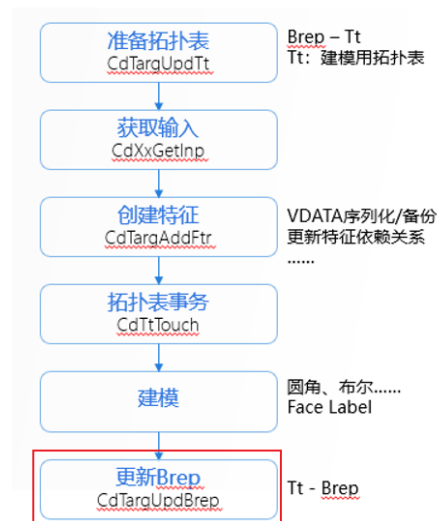 准备拓扑表
CdTargUpdTt
Brep – Tt
Tt：建模用拓扑表
获取输入
CdXxGetInp
创建特征
CdTargAddFtr
VDATA序列化/备份
更新特征依赖关系
……
拓扑表事务
CdTtTouch
建模
圆角、布尔……
Face Label
更新Brep
CdTargUpdBrep
Tt - Brep